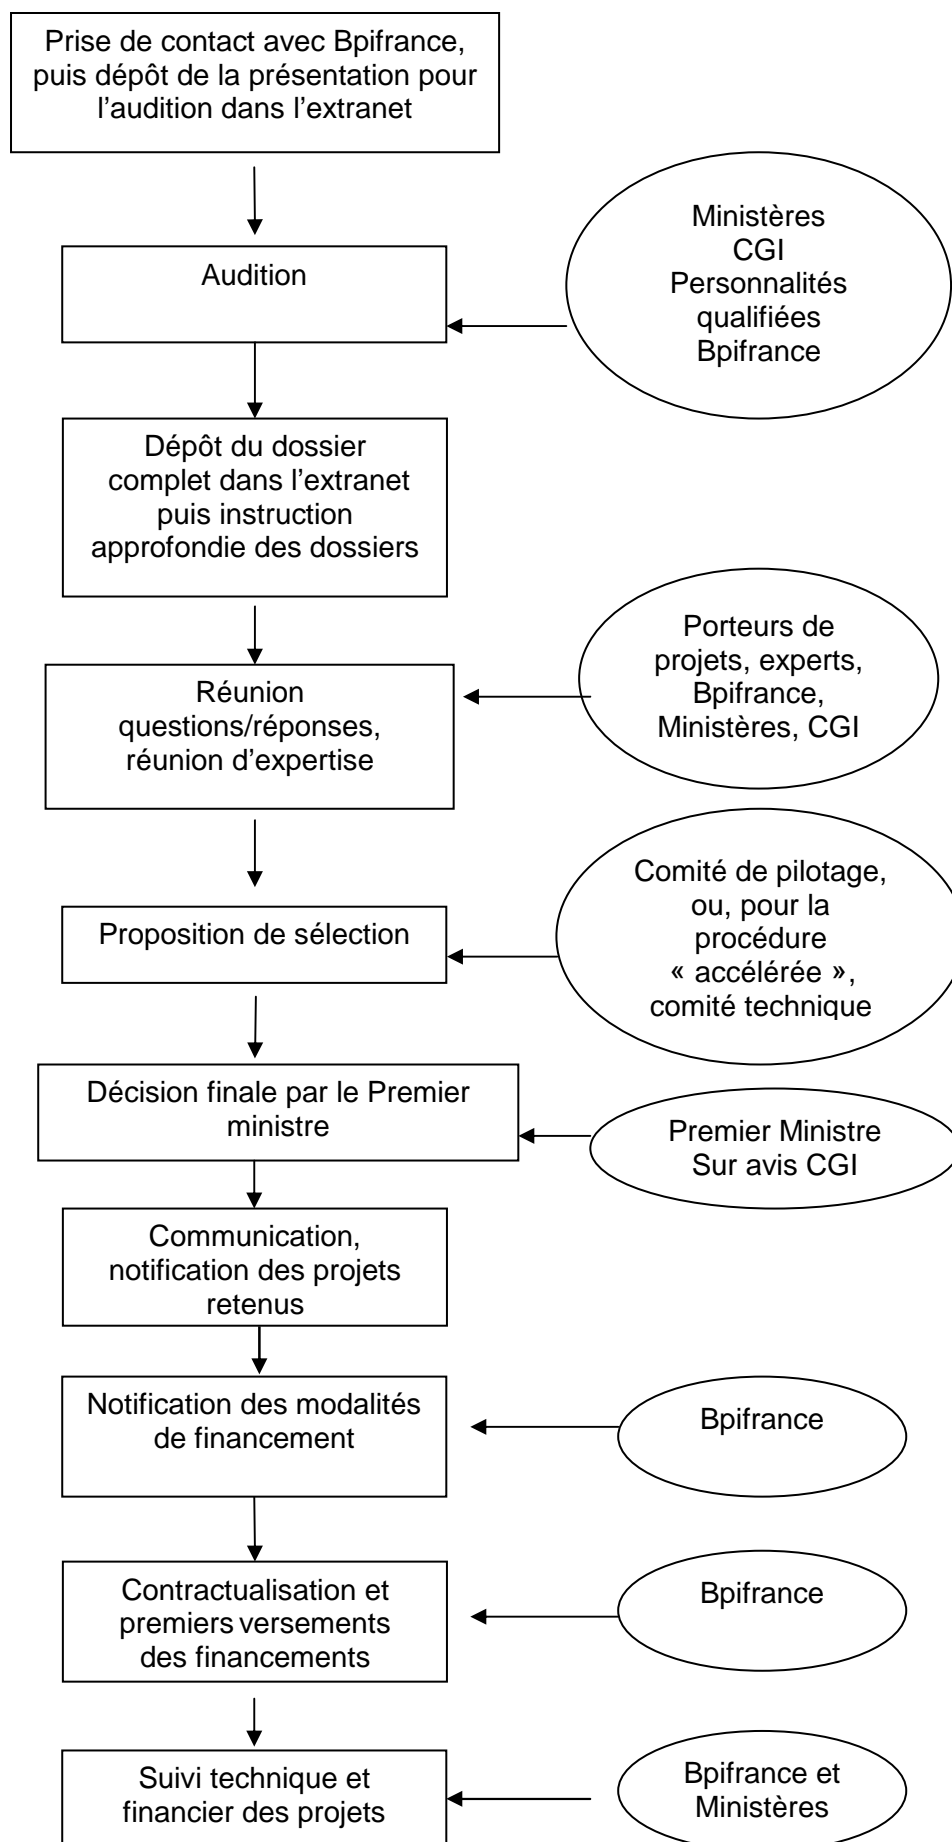 Prise de contact avec Bpifrance,
puis dépôt de la présentation pour
l’audition dans l’extranet
Audition
Ministères
CGI
Personnalités
qualifiées
Bpifrance
Dépôt du dossier
complet dans l’extranet
puis instruction
approfondie des dossiers
Réunion
questions/réponses,
réunion d’expertise
Porteurs de
projets, experts,
Bpifrance,
Ministères, CGI
Proposition de sélection
Comité de pilotage,
ou, pour la
procédure
« accélérée »,
comité technique
Décision finale par le Premier
ministre
Premier Ministre
Sur avis CGI
Communication,
notification des projets
retenus
Notification des modalités
de financement
Bpifrance
Contractualisation et
premiers versements
des financements
Bpifrance
Suivi technique et
financier des projets
Bpifrance et
Ministères